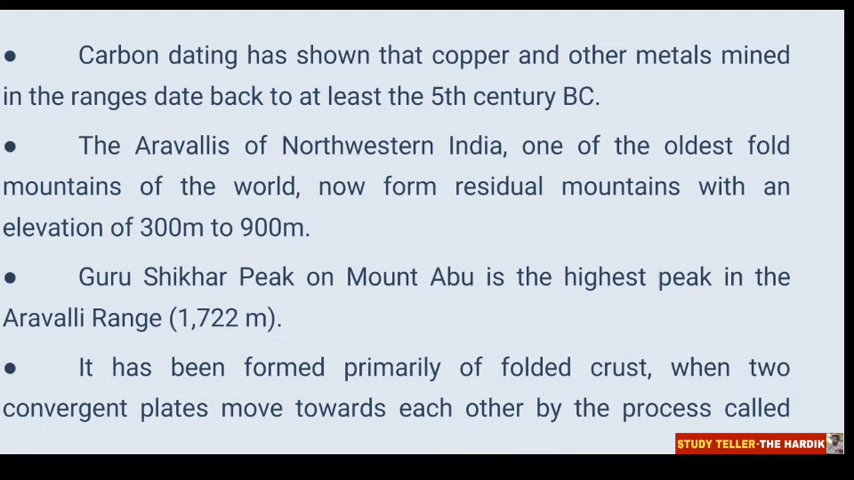 ● Carbon dating has shown that copper and other metals mined
in the ranges date back to at least the 5th century BC.
● The Aravallis of Northwestern India, one of the oldest fold
mountains of the world, now form residual mountains with an
elevation of 300m to 900m.
● Guru Shikhar Peak on Mount Abu is the highest peak in the
Aravalli Range (1,722 m).
● It has been formed primarily of folded crust, when two
convergent plates move towards each other by the process called
STUDY TELLER-THE HARDIK